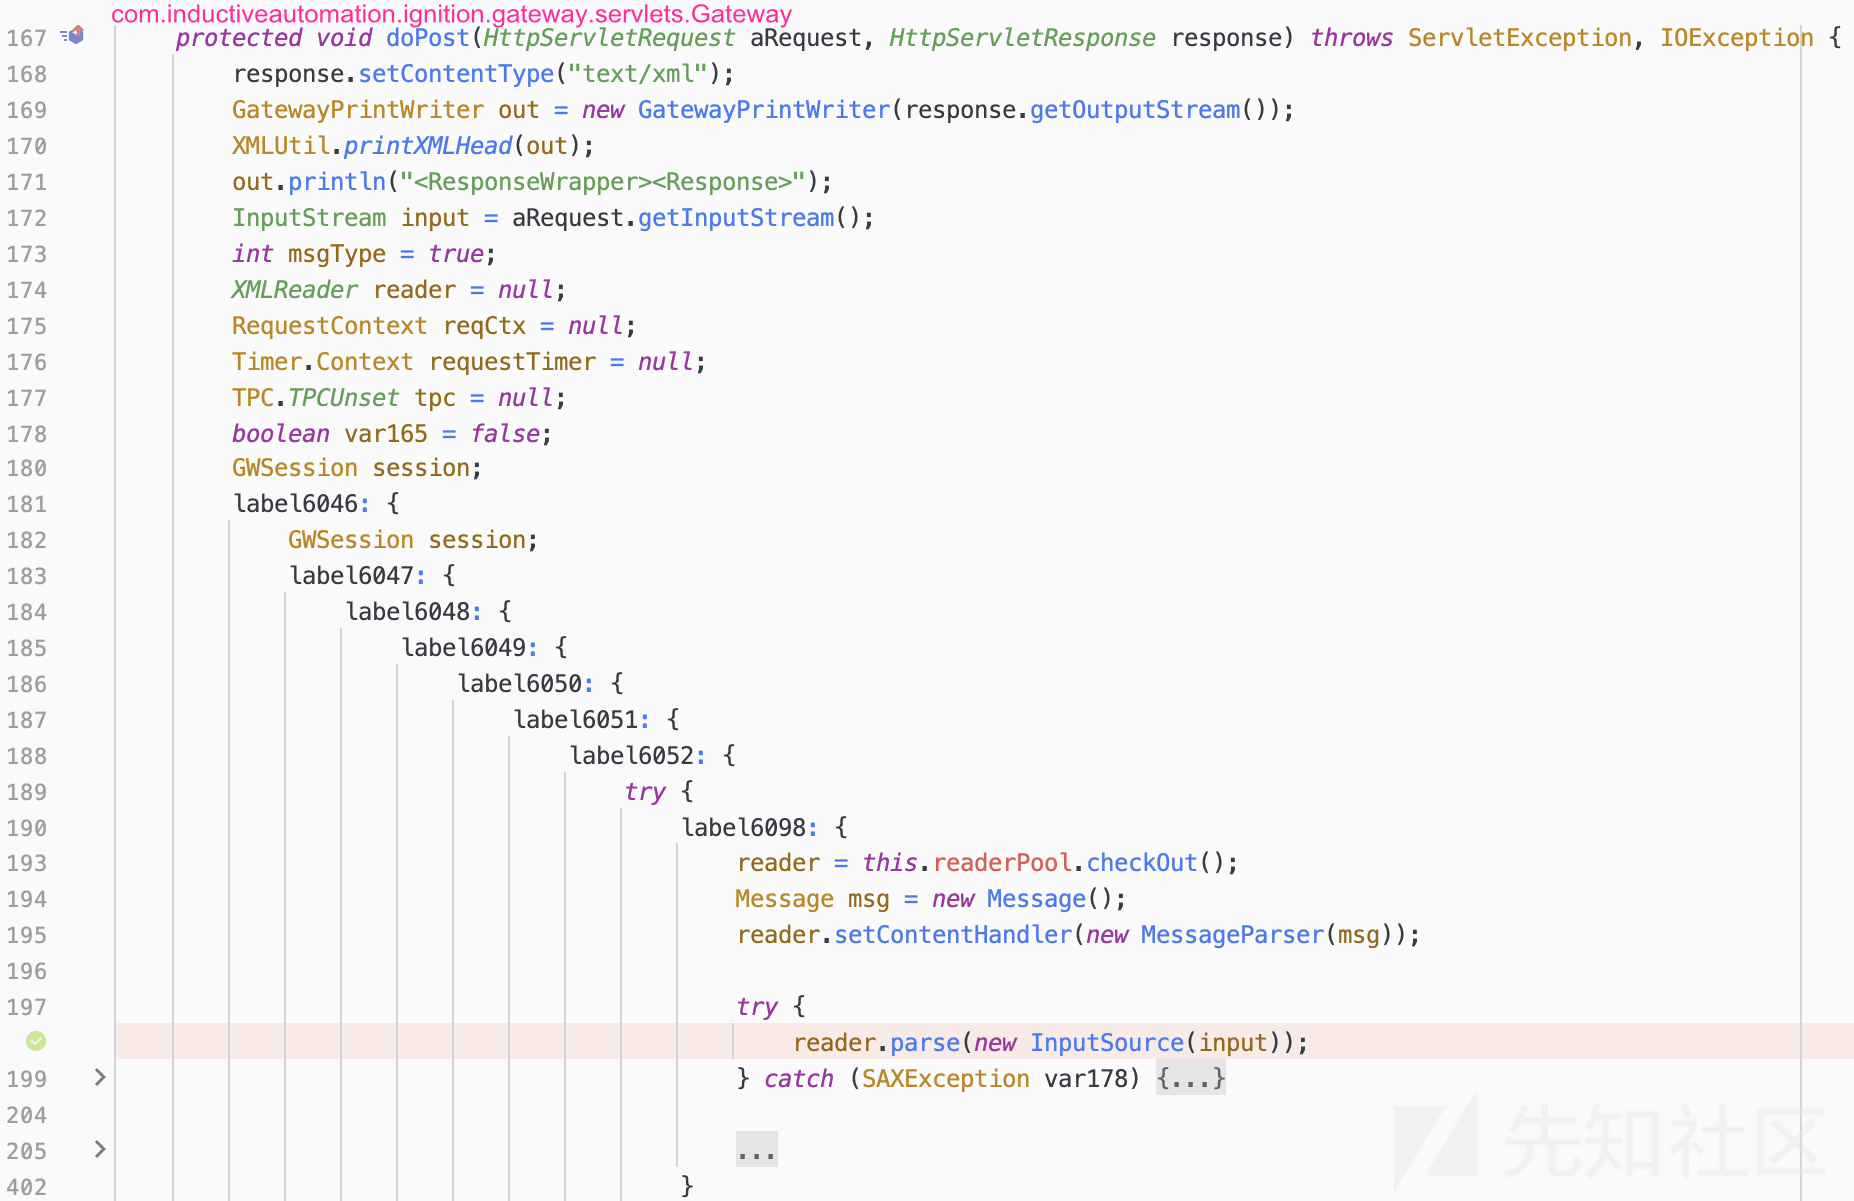 com.inductiveautomation.ignition.gateway.servlets.Gateway
167 protected void doPost(HttpServletRequest aRequest, HttpServletResponse response) throws ServletException, IOException {
168 response.setContentType("text/xml");
169 GatewayPrintWriter out = new GatewayPrintWriter(response.getOutputStream());
170 XMLUtil.printXMLHead(out);
171 out.println("<ResponseWrapper><Response>");
172 InputStream input = aRequest.getInputStream();
173 int msgType = true;
174 XMLReader reader = null;
175 RequestContext reqCtx = null;
176 Timer.Context requestTimer = null;
177 TPC.TPCUnset tpc = null;
178 boolean var165 = false;
180 GWSession session;
181 label6046: {
182 GWSession session;
183 label6047: {
184 label6048: {
185 label6049: {
186 label6050: {
187 label6051: {
188 label6052: {
189 try {
190 label6098: {
193 reader = this.readerPool.checkOut();
194 Message msg = new Message();
195 reader.setContentHandler(new MessageParser(msg));
196
197 try {
reader.parse(new InputSource(input));
199 } catch (SAXException var178) {...}
204
205 ...
402 }
先知社区